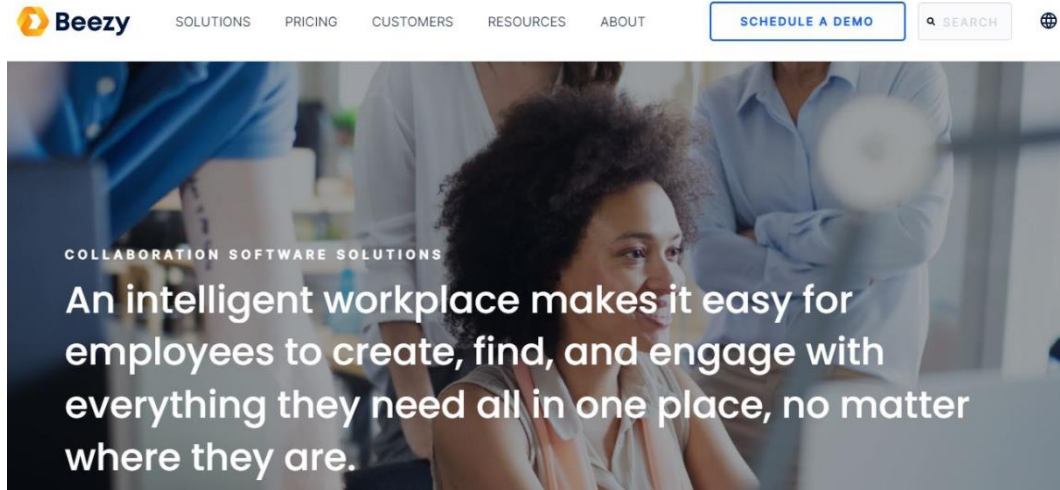 Beezy
SOLUTIONS PRICING CUSTOMERS RESOURCES ABOUT
SCHEDULE A DEMO
SEARCH
COLLABORATION SOFTWARE SOLUTIONS
An intelligent workplace makes it easy for
employees to create, find, and engage with
everything they need all in one place, no matter
where they are.